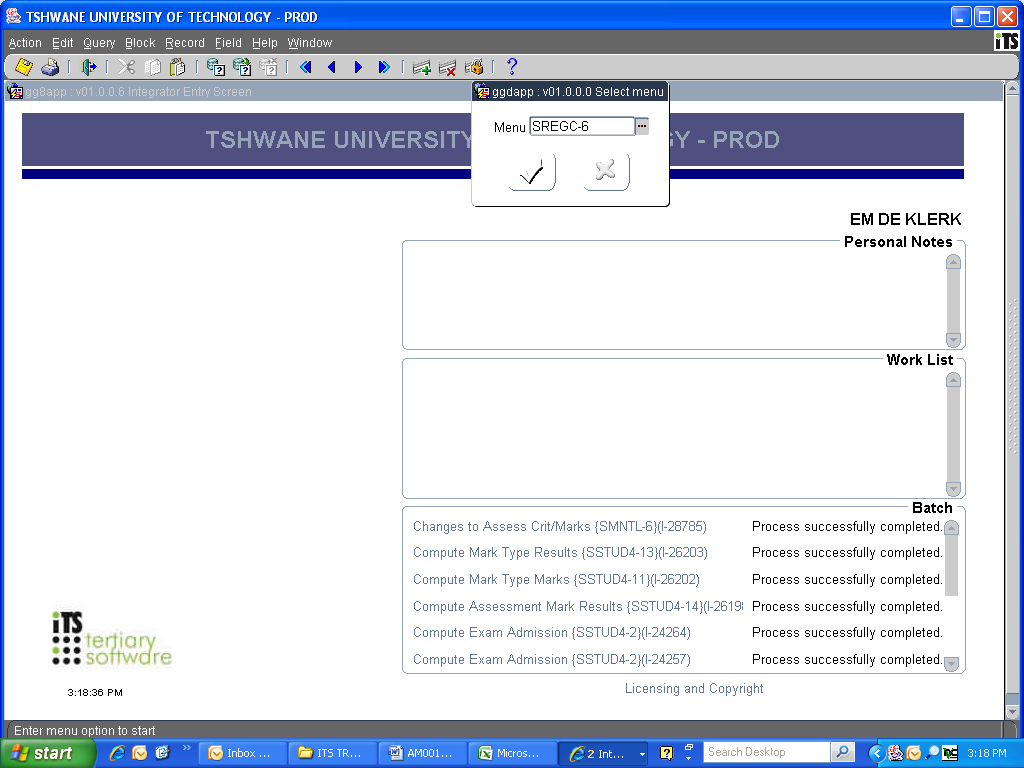 TSHWANE UNIVERSITY OF TECHNOLOGY - PROD
Action Edit Query Block Record Field Help Window
iTS
gg8app : v01.0.0.6 Integrator Entry Screen
ggdapp : v01.0.0.0 Select menu
Menu SREGC-6
TSHWANE UNIVERSITY GY - PROD
EM DE KLERK
Personal Notes
Work List
Batch
Changes to Assess Crit/Marks {SMNTL-6}(I-28785) Process successfully completed.
Compute Mark Type Results {SSTUD4-13}(I-26203) Process successfully completed.
Compute Mark Type Marks {SSTUD4-11}(I-26202) Process successfully completed.
Compute Assessment Mark Results {SSTUD4-14}(I-2619 Process successfully completed.
Compute Exam Admission {SSTUD4-2}(I-24264) Process successfully completed.
Compute Exam Admission {SSTUD4-2}(I-24257) Process successfully completed.
iTS
tertiary
software
3:18:36 PM
Licensing and Copyright
Enter menu option to start
start Inbox ... ITS TR... AM001... Micros... 2 Int... Search Desktop 3:18 PM